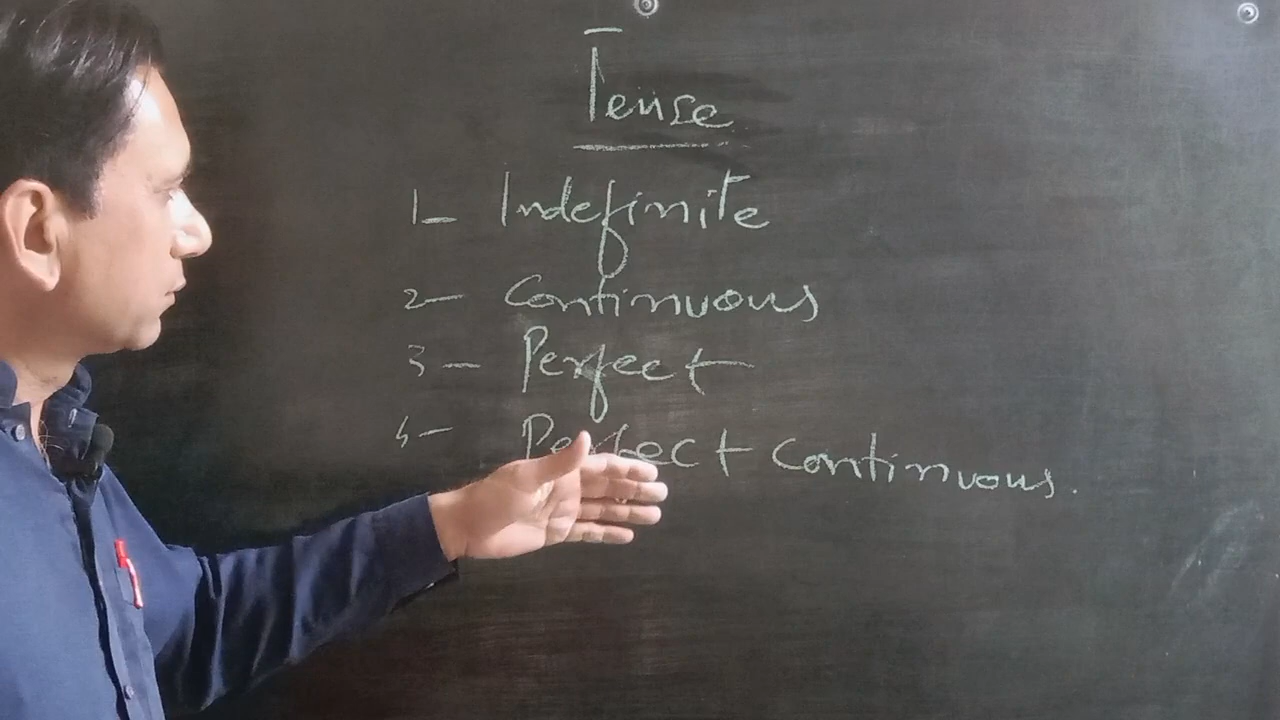 Tense
1- Indefinite
2- Continuous
3- Perfect
4- Perfect Continuous.